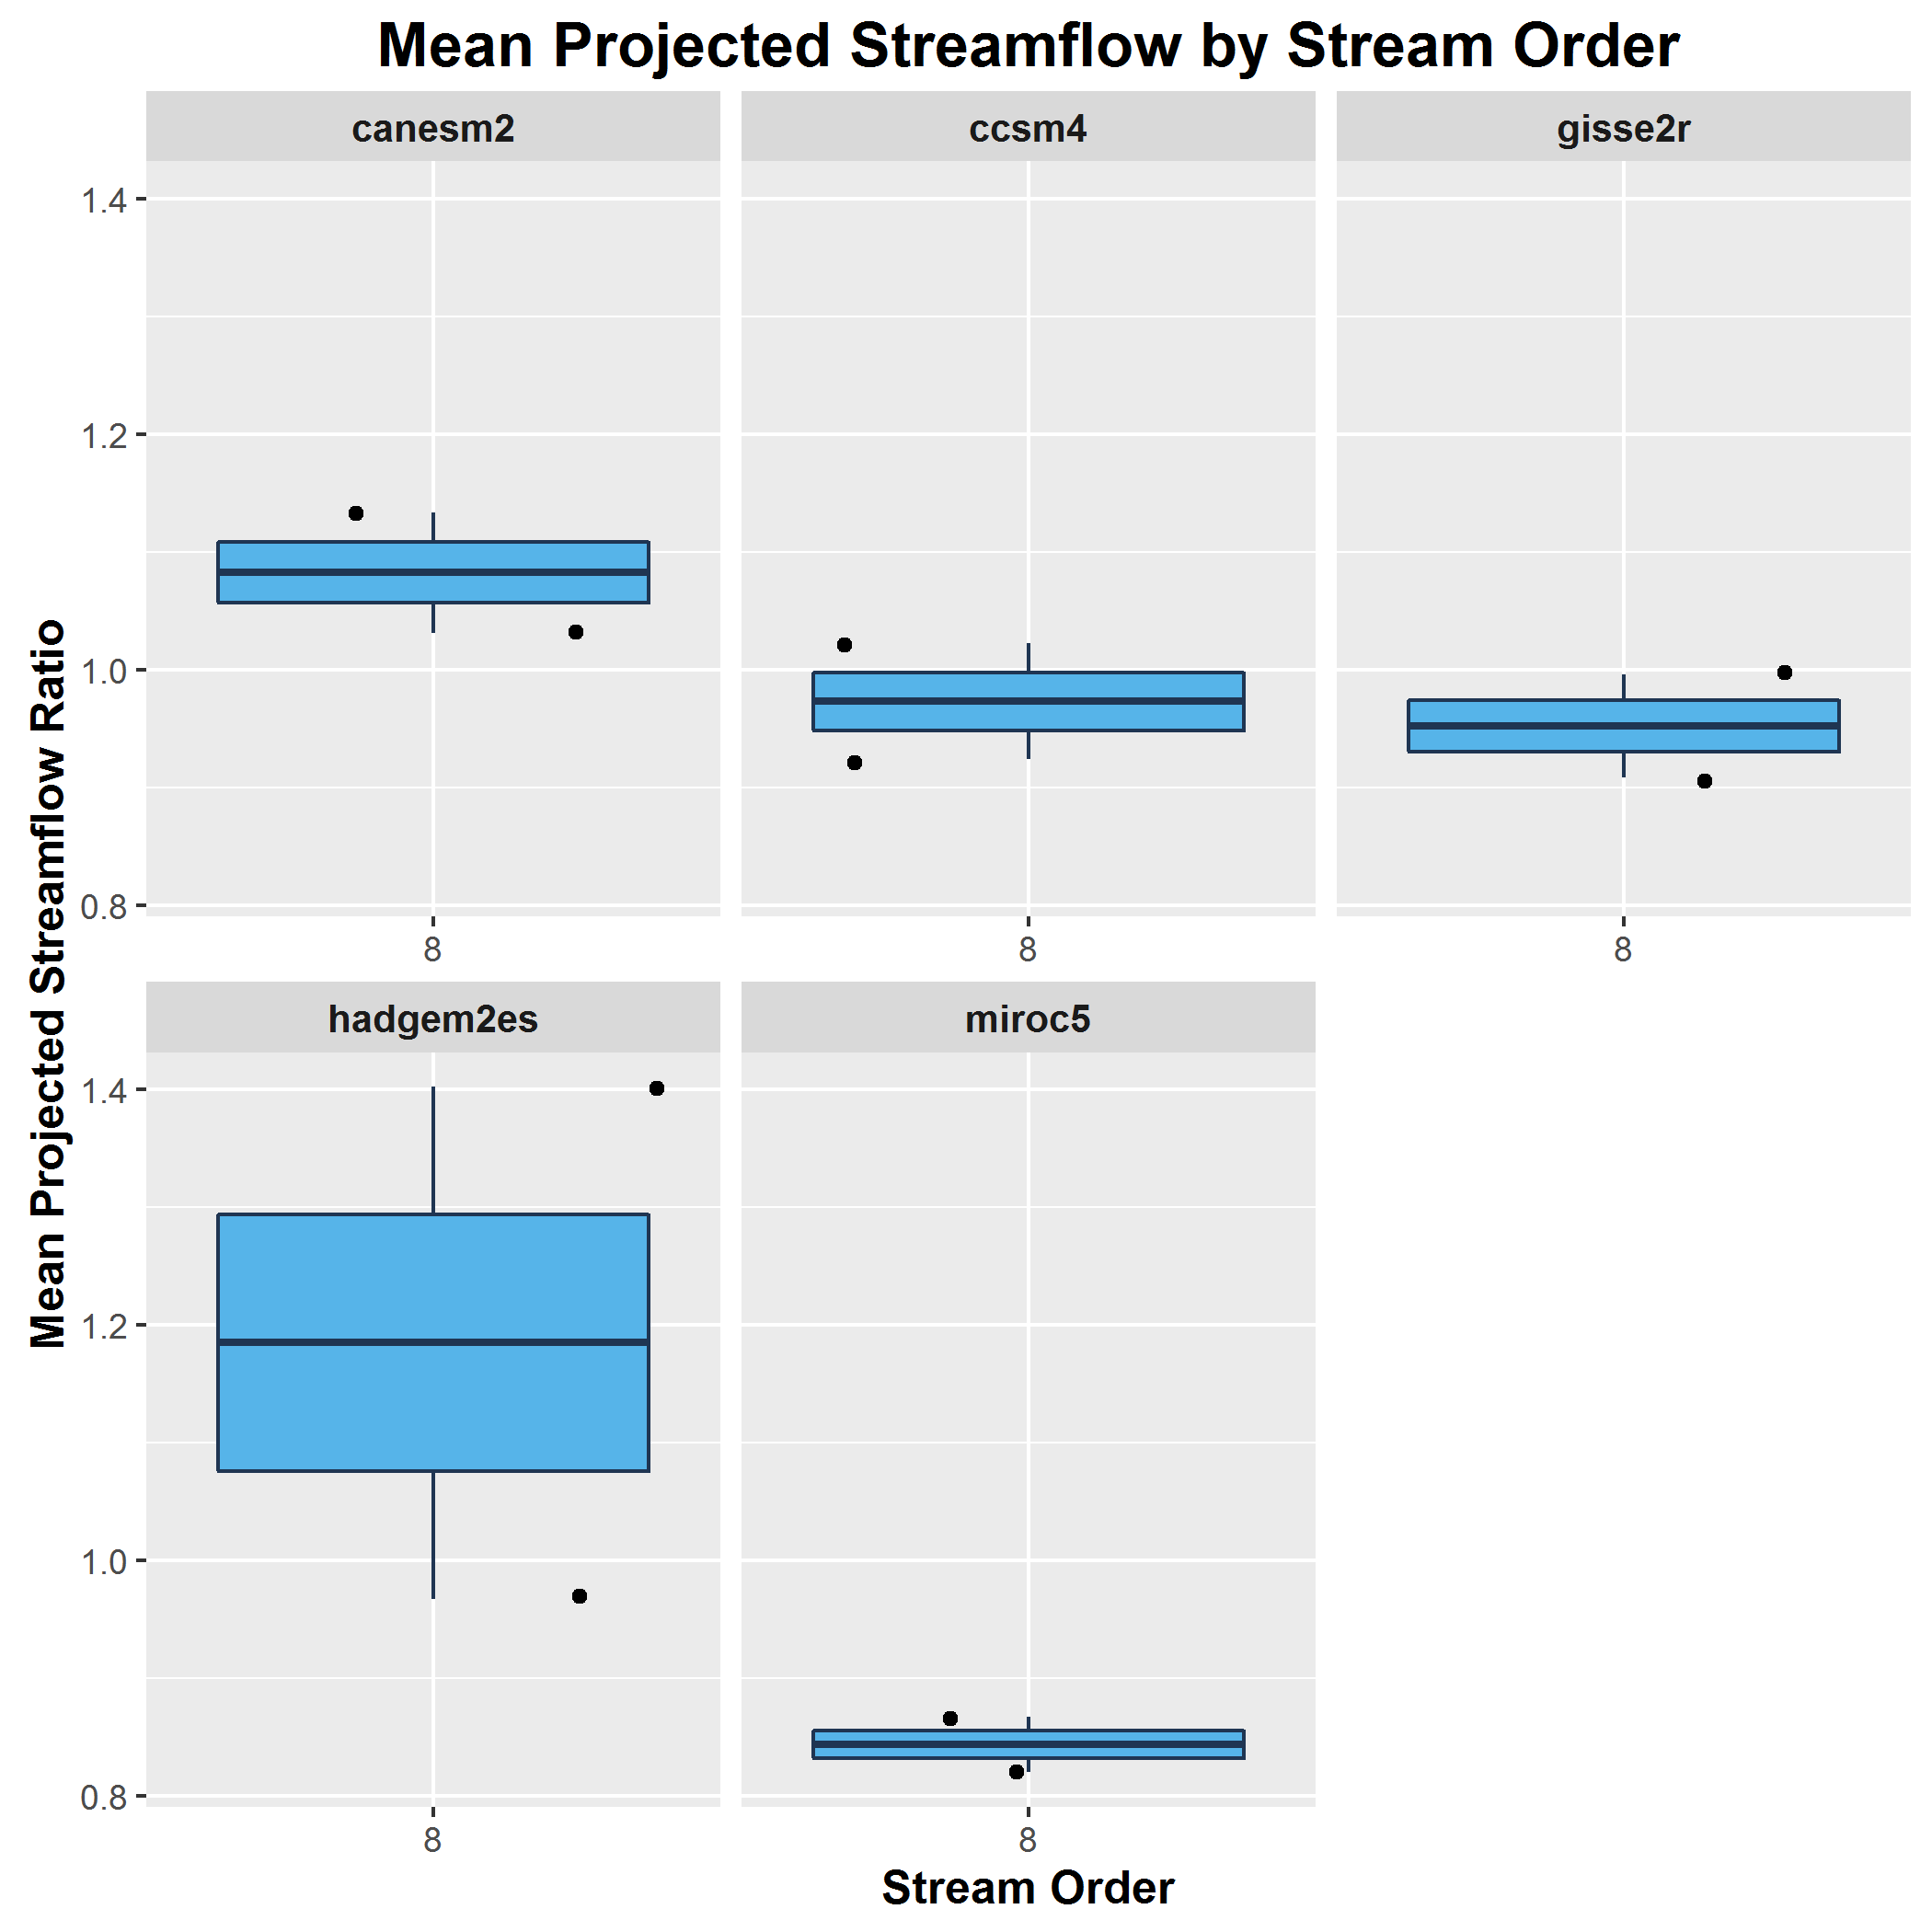 Mean Projected Streamflow by Stream Order
canesm2 ccsm4 gisse2r
1.4
1.2
1.0
0.8
8 8 8
Mean Projected Streamflow Ratio
hadgem2es miroc5
1.4
1.2
1.0
0.8
8 8
Stream Order